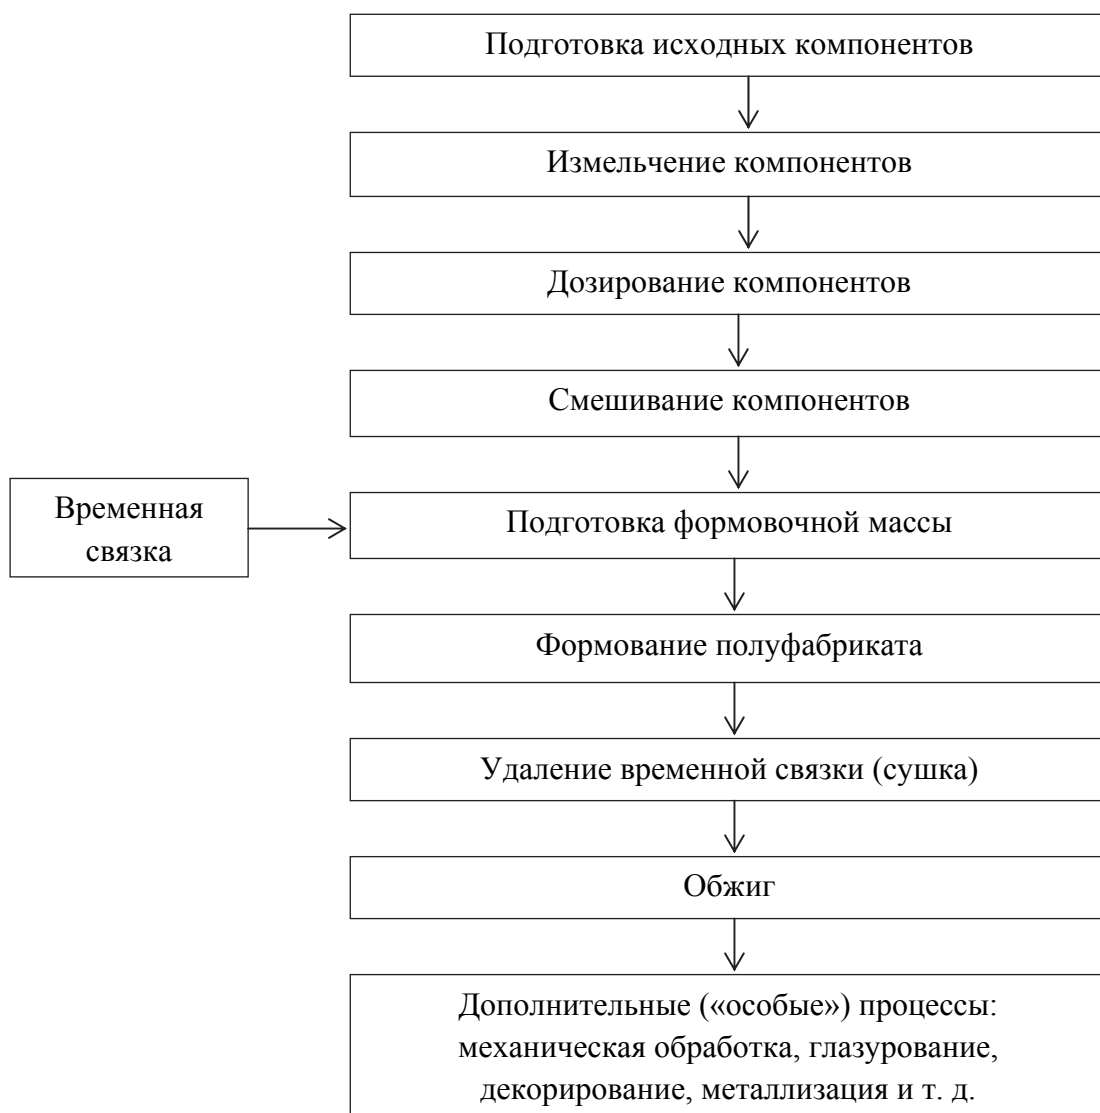 Подготовка исходных компонентов
Измельчение компонентов
Дозирование компонентов
Смешивание компонентов
Временная
связка
Подготовка формовочной массы
Формование полуфабриката
Удаление временной связки (сушка)
Обжиг
Дополнительные («особые») процессы:
механическая обработка, глазурование,
декорирование, металлизация и т. д.